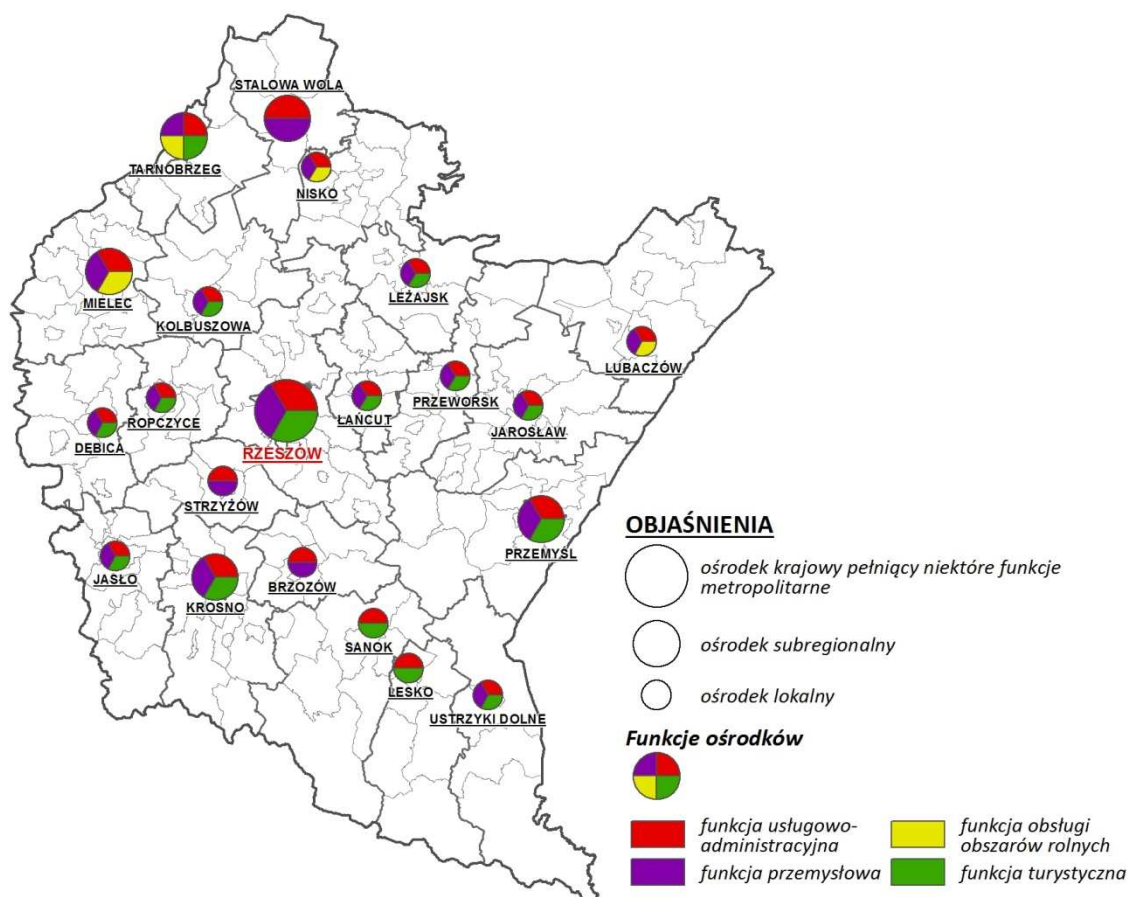 STALOWA WOLA
TARNOBRZEG
NISKO
MIELEC
KOLBUSZOWA
LEŻAJSK
LUBACZÓW
ROPCZYCE
DĘBICA
RZESZÓW
ŁAŃCUT
PRZEWORSK
JAROSŁAW
STRZYŻÓW
PRZEMYŚL
JASŁO
KROSNO
BRZOZÓW
SANOK
LESKO
USTRZYKI DOLNE
OBJAŚNIENIA
ośrodek krajowy pełniący niektóre funkcje
metropolitarne
ośrodek subregionalny
ośrodek lokalny
Funkcje ośrodków
funkcja usługowo-
administracyjna
funkcja przemysłowa
funkcja obsługi
obszarów rolnych
funkcja turystyczna